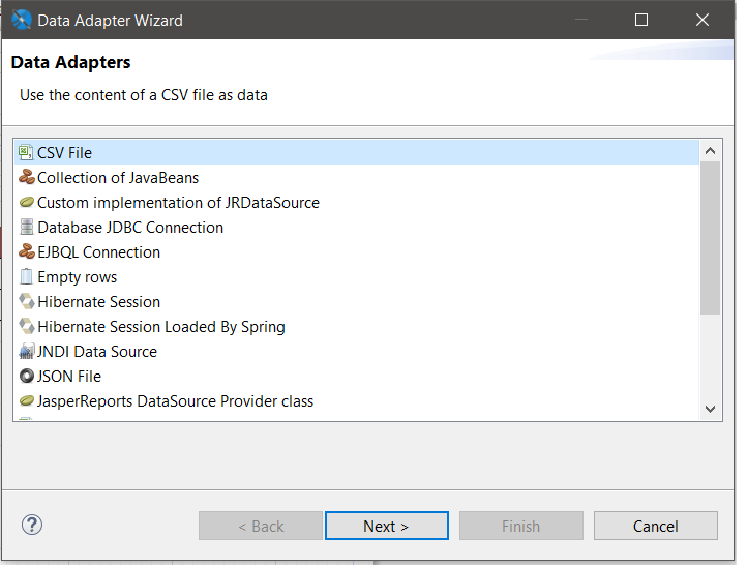 Data Adapter Wizard
Data Adapters
Use the content of a CSV file as data
CSV File
Collection of JavaBeans
Custom implementation of JRDataSource
Database JDBC Connection
EJBQL Connection
Empty rows
Hibernate Session
Hibernate Session Loaded By Spring
JNDI Data Source
JSON File
JasperReports DataSource Provider class
?
< Back
Next >
Finish
Cancel